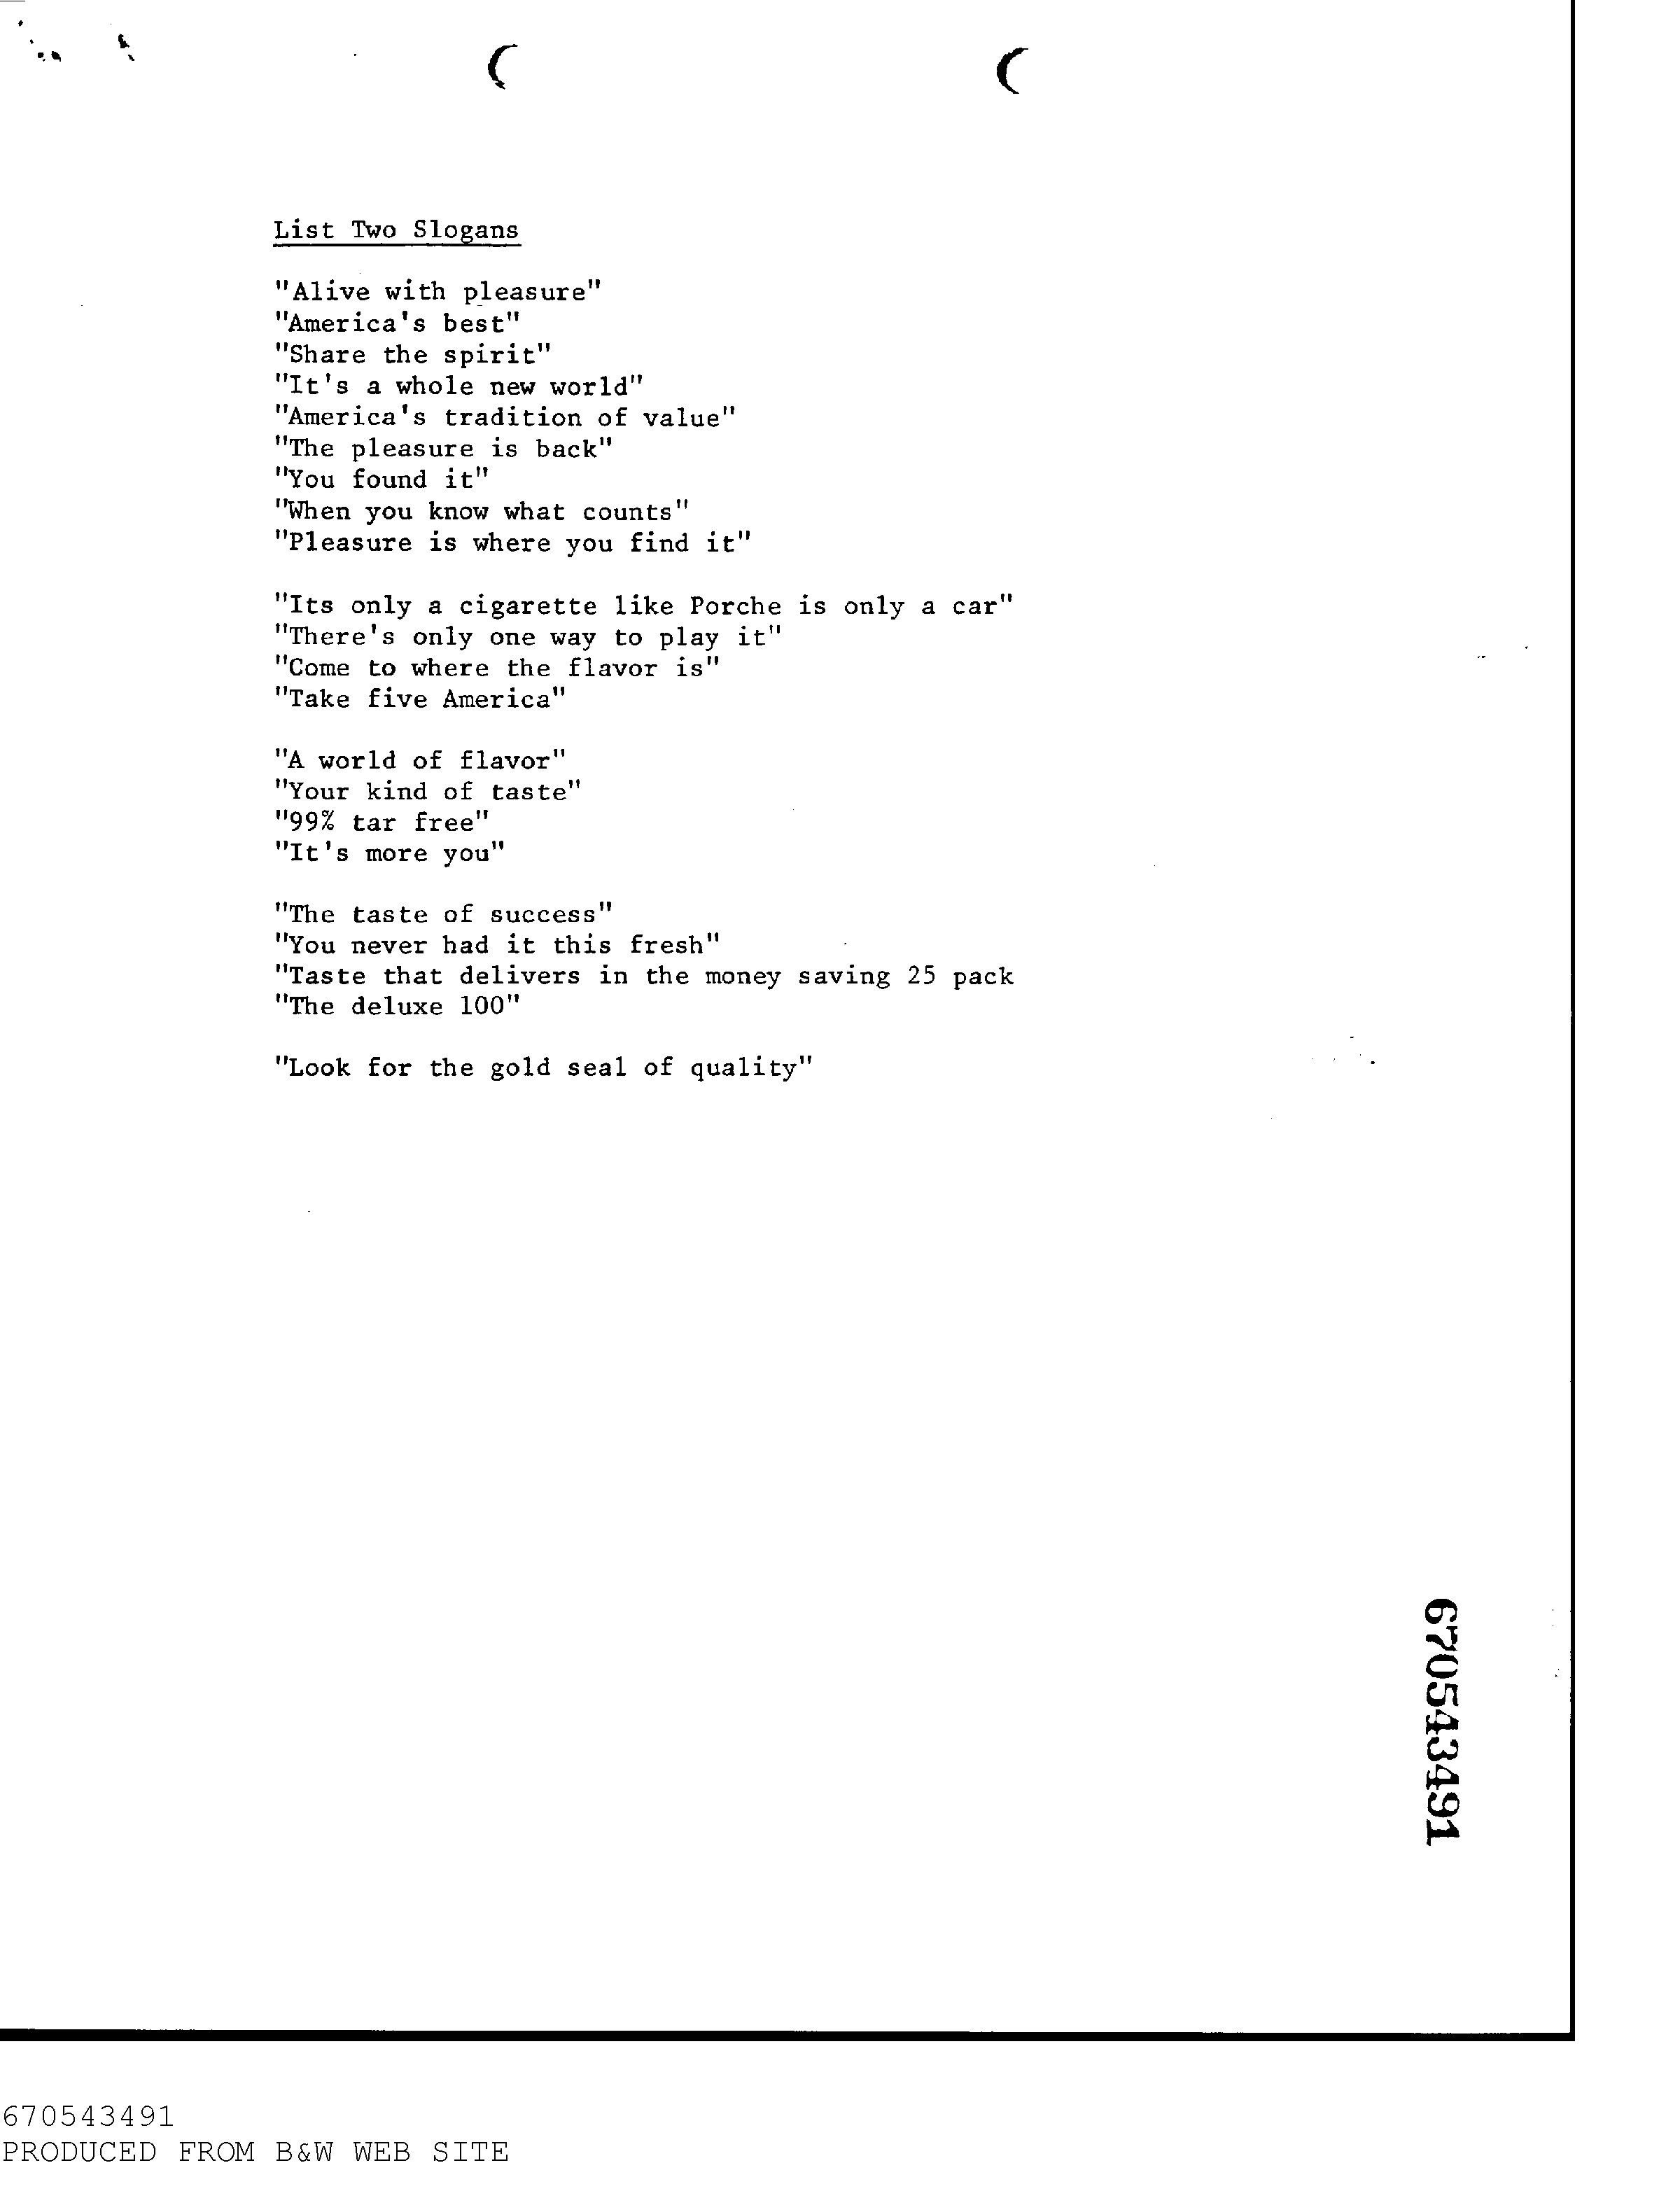 List Two Slogans
"Alive with pleasure"
"America's best"
"Share the spirit"
"It's a whole new world"
"America's tradition of value"
"The pleasure is back"
"You found it"
"When you know what counts"
"Pleasure is where you find it"
"Its only a cigarette like Porche is only a car"
"There's only one way to play it"
"Come to where the flavor is"
"Take five America"
"A world of flavor"
"Your kind of taste"
"99% tar free"
"It's more you"
"The taste of success"
"You never had it this fresh"
"Taste that delivers in the money saving 25 pack
"The deluxe 100"
"Look for the gold seal of quality"
670543491
670543491
PRODUCED FROM B&W WEB SITE